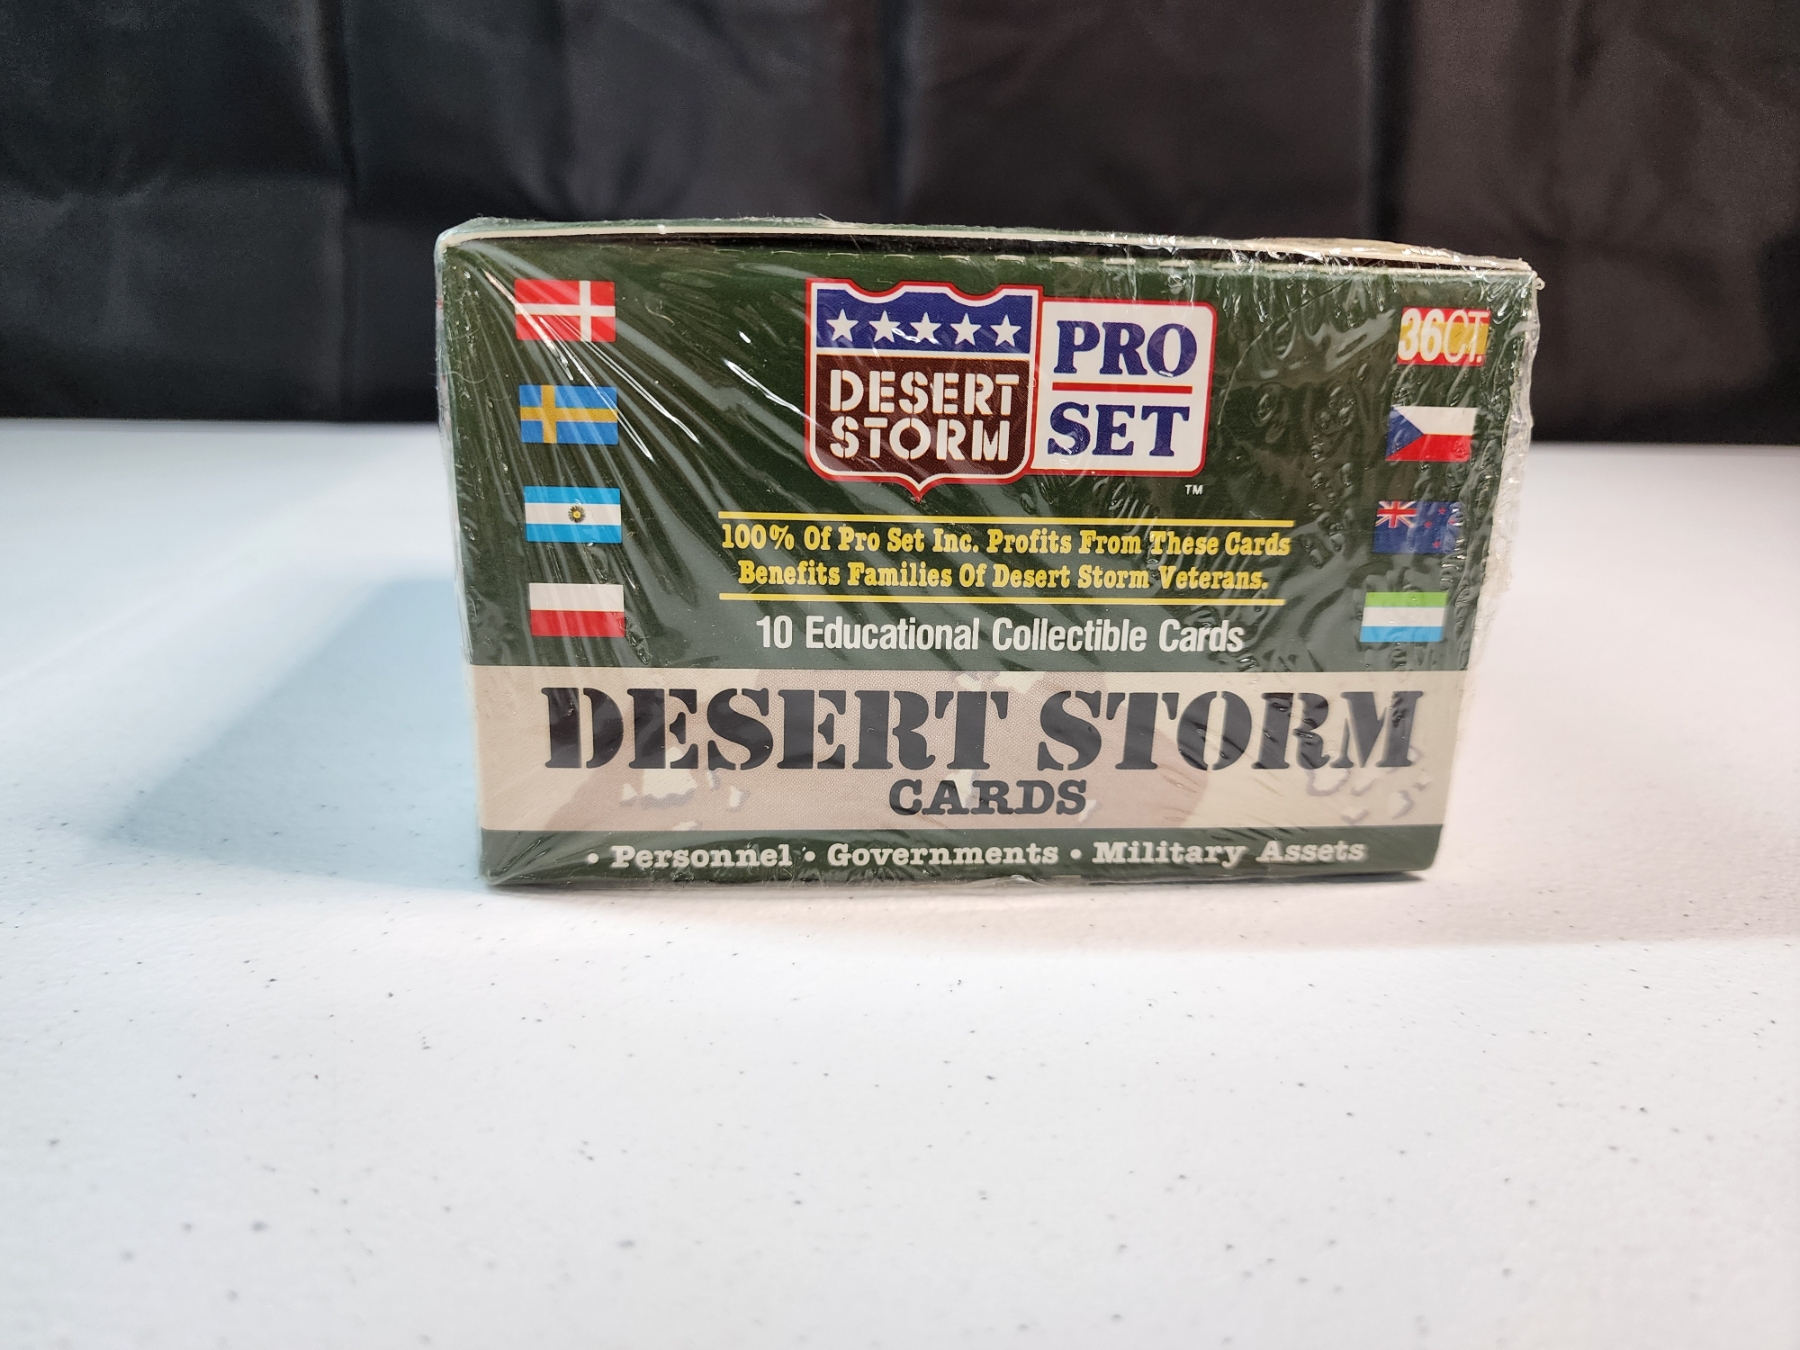 DESERT
STORM
PRO
SET
TM
36CT.
100% Of Pro Set Inc. Profits From These Cards
Benefits Families Of Desert Storm Veterans.
10 Educational Collectible Cards
DESERT STORM
CARDS
• Personnel • Governments • Military Assets